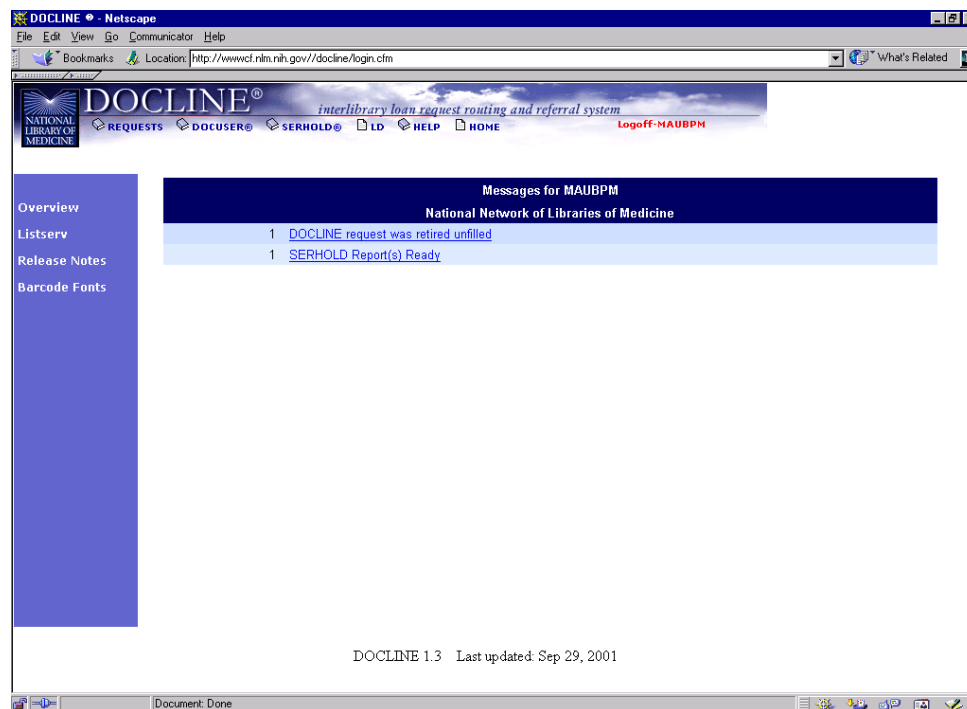 DOCLINE ® - Netscape
File Edit View Go Communicator Help
Bookmarks Location: http://wwwcf.nlm.nih.gov//docline/login.cfm What's Related
DOCLINE®
interlibrary loan request routing and referral system
NATIONAL LIBRARY OF MEDICINE
REQUESTS DOCUSER® SERHOLD® LD HELP HOME Logoff-MAUBPM
Overview
Listserv
Release Notes
Barcode Fonts
Messages for MAUBPM
National Network of Libraries of Medicine
1 DOCLINE request was retired unfilled
1 SERHOLD Report(s) Ready
DOCLINE 1.3 Last updated: Sep 29, 2001
Document: Done